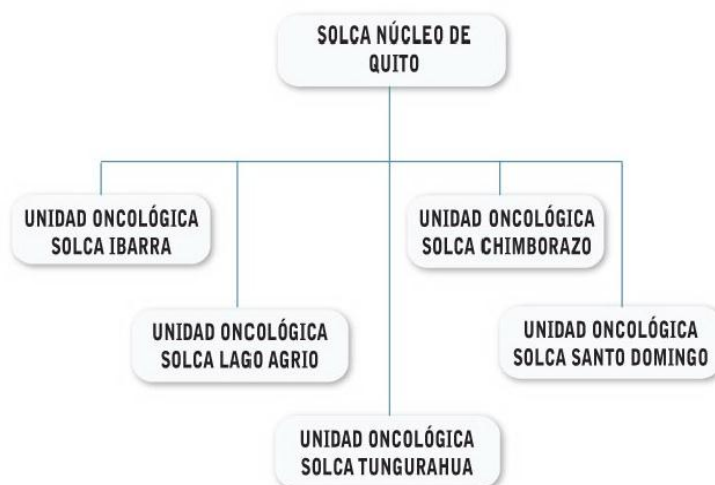 SOLCA NÚCLEO DE
QUITO
UNIDAD ONCOLÓGICA
SOLCA IBARRA
UNIDAD ONCOLÓGICA
SOLCA CHIMBORAZO
UNIDAD ONCOLÓGICA
SOLCA LAGO AGRIO
UNIDAD ONCOLÓGICA
SOLCA SANTO DOMINGO
UNIDAD ONCOLÓGICA
SOLCA TUNGURAHUA